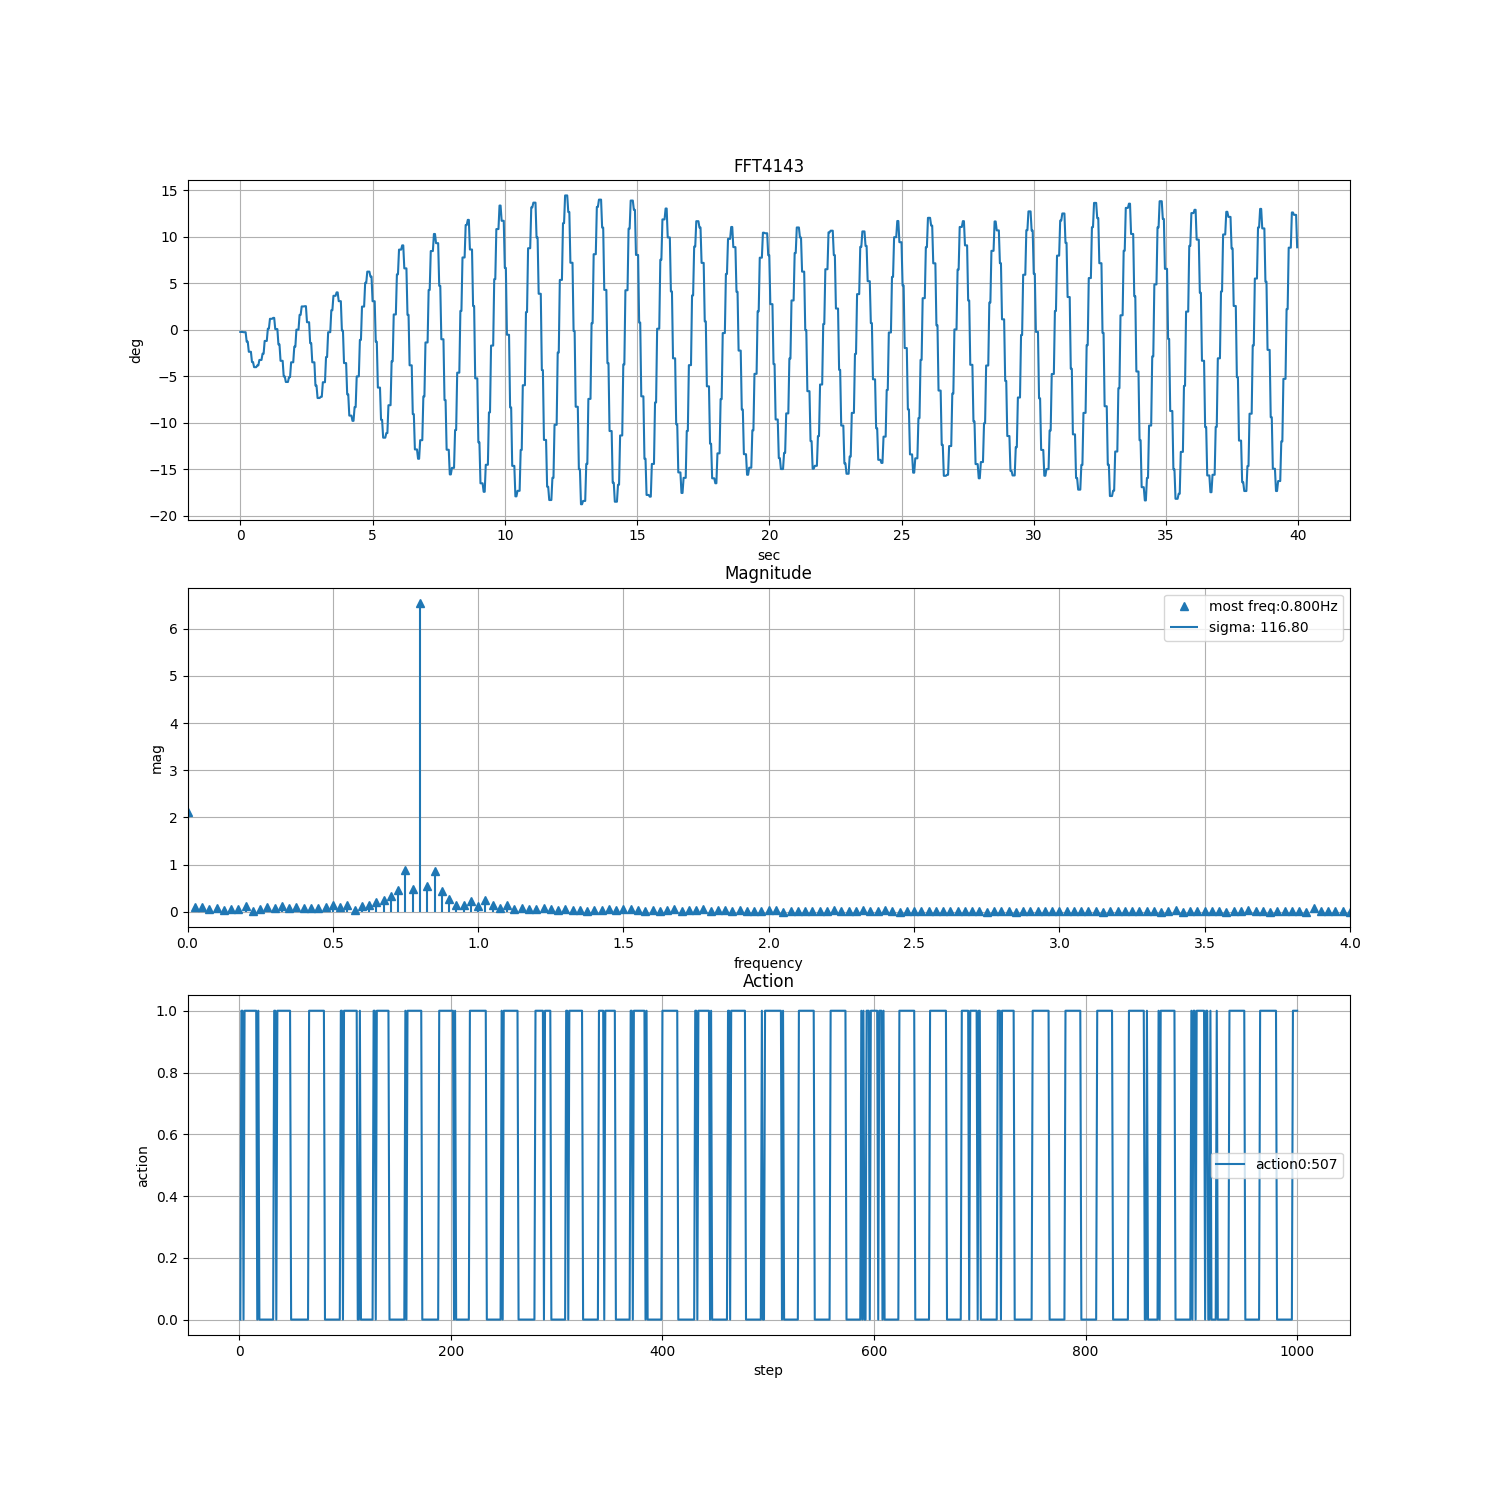 FFT4143
15
10
5
0
−5
−10
−15
−20
deg
0 5 10 15 20 25 30 35 40
sec
Magnitude
most freq:0.800Hz
sigma: 116.80
6
5
4
3
2
1
0
mag
0.0 0.5 1.0 1.5 2.0 2.5 3.0 3.5 4.0
frequency
Action
1.0
0.8
0.6
0.4
0.2
0.0
action
action0:507
0 200 400 600 800 1000
step